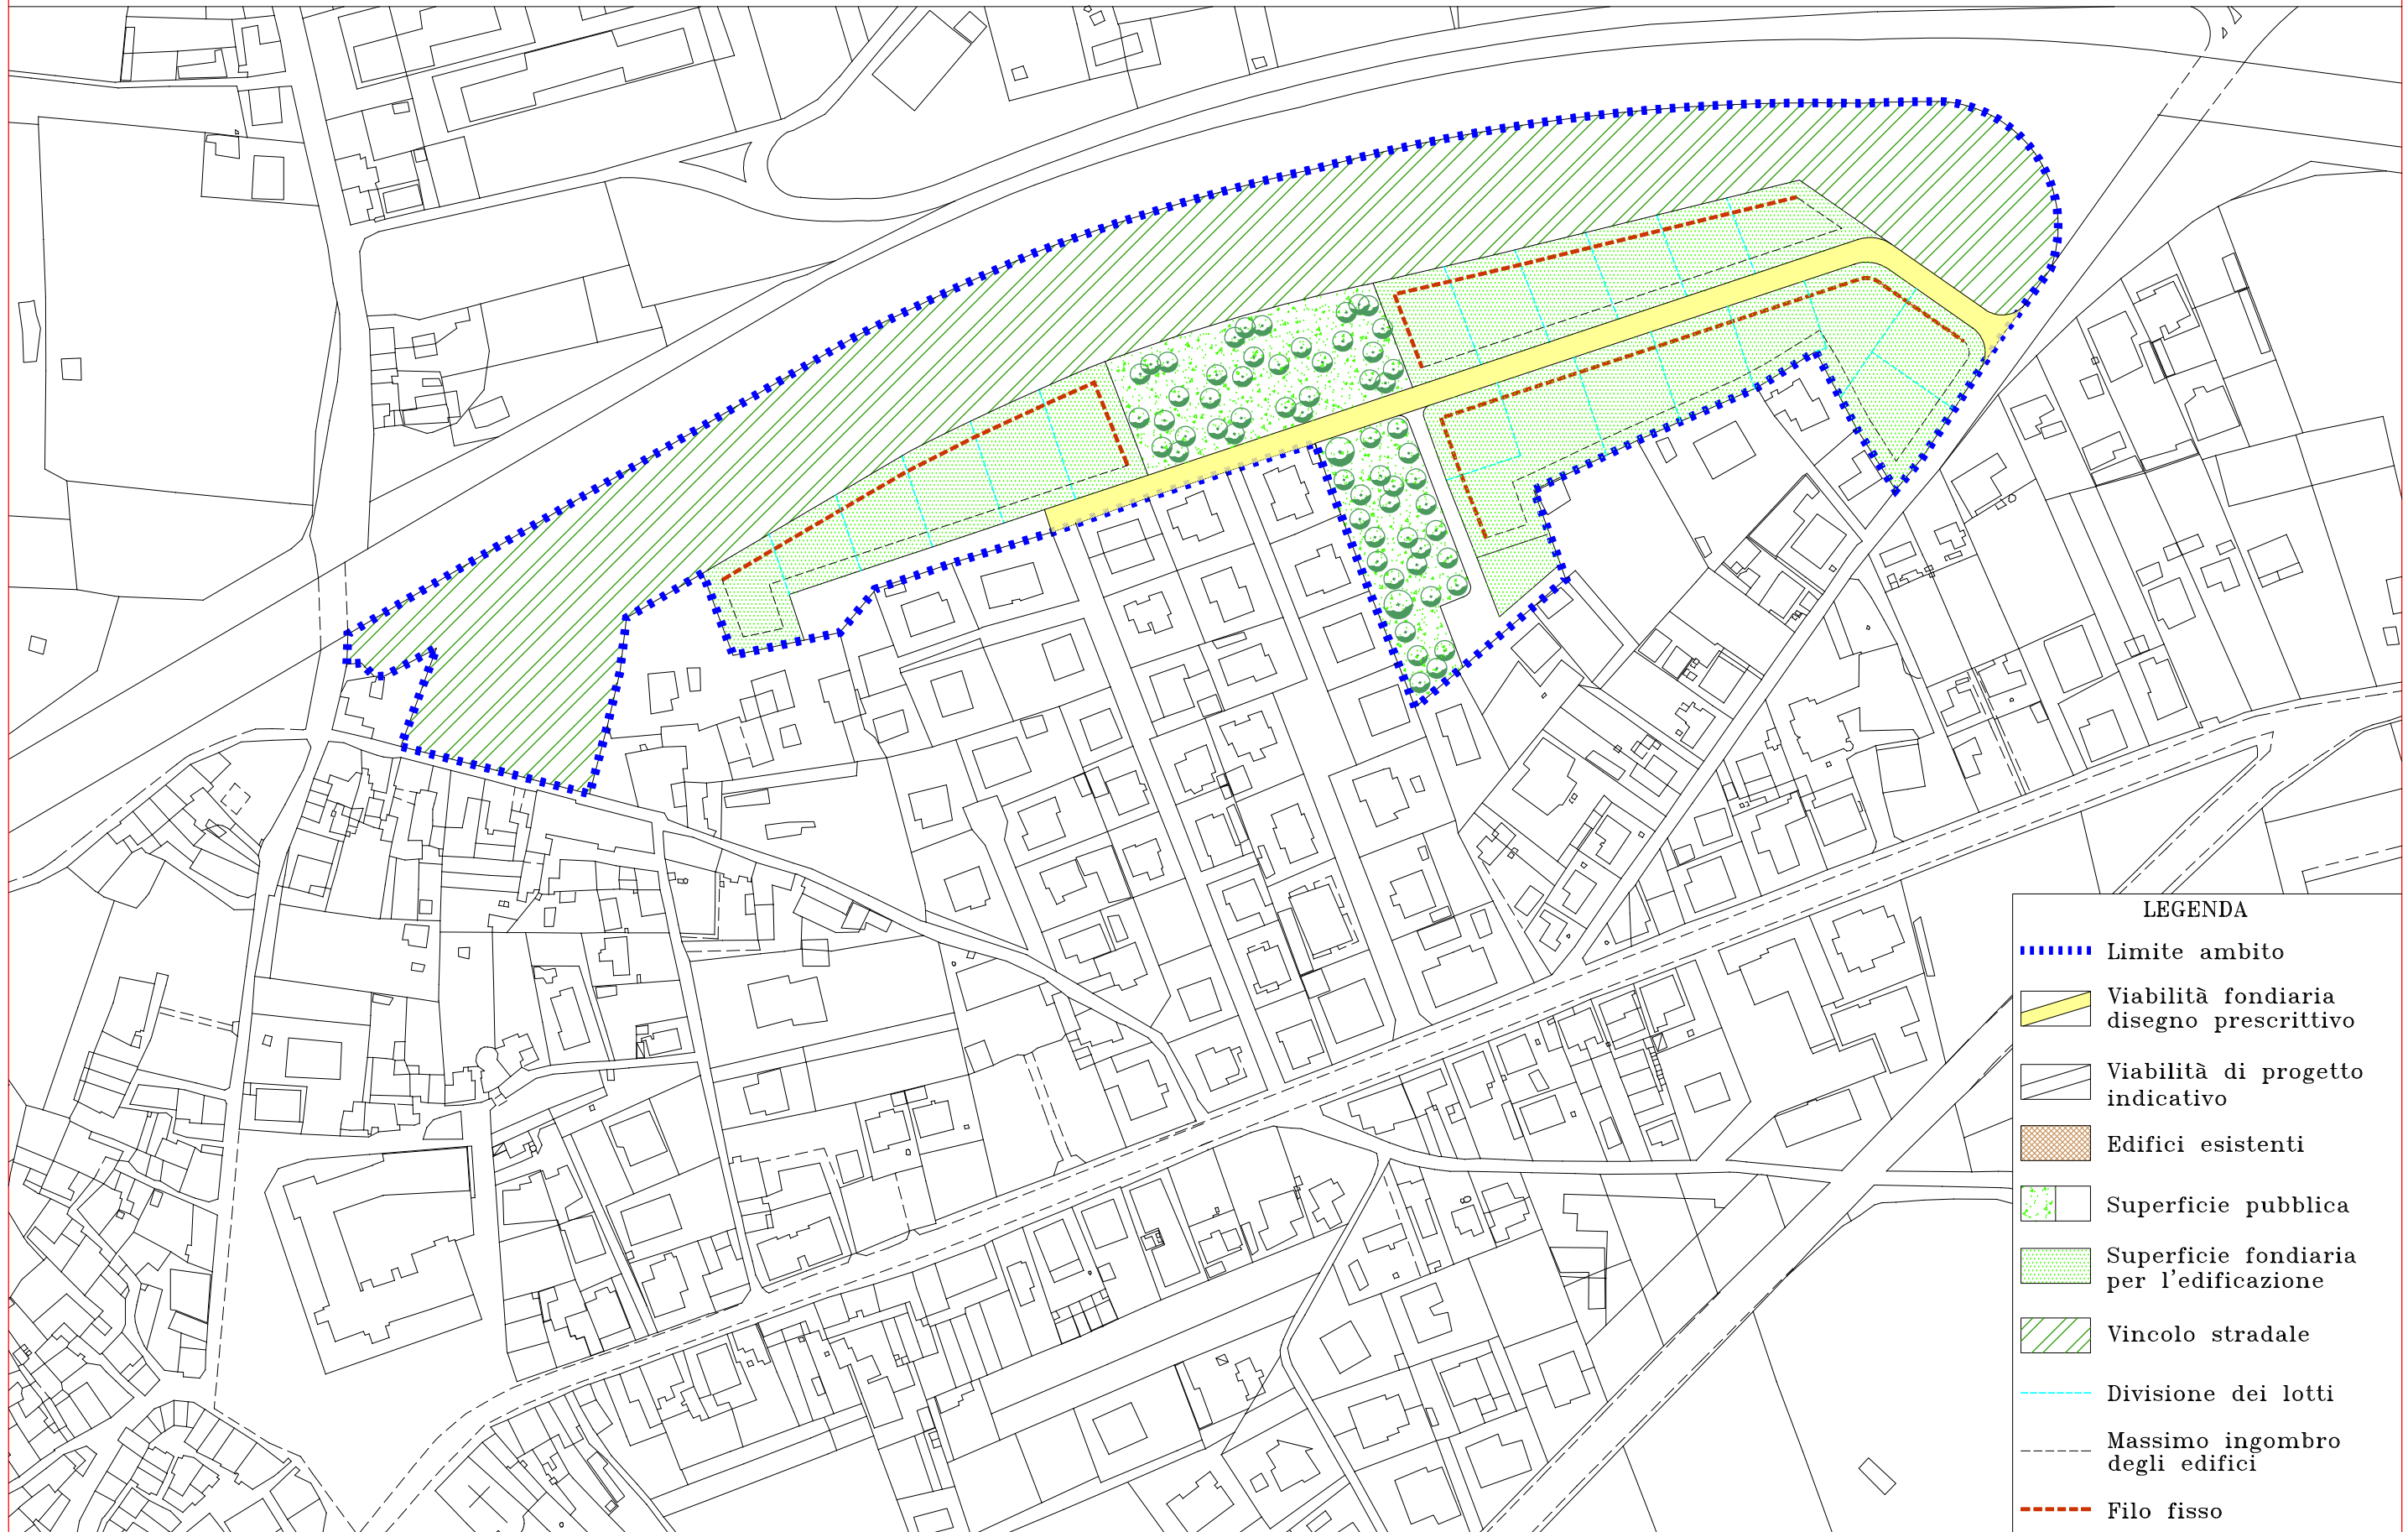 LEGENDA
Limite ambito
Viabilità fondiaria
disegno prescrittivo
Viabilità di progetto
indicativo
Edifici esistenti
Superficie pubblica
Superficie fondiaria
per l'edificazione
Vincolo stradale
Divisione dei lotti
Massimo ingombro
degli edifici
Filo fisso